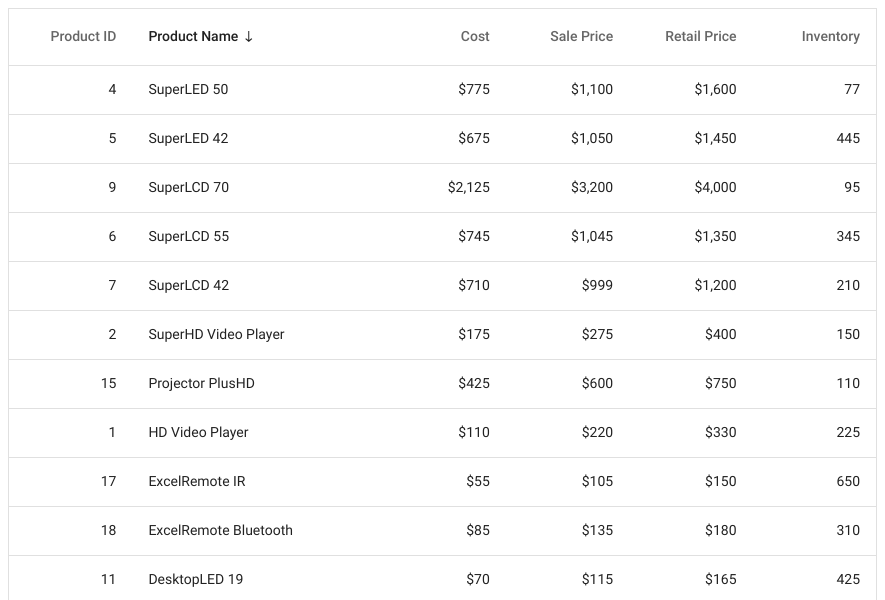 Product ID Product Name ↓ Cost Sale Price Retail Price Inventory
4 SuperLED 50 $775 $1,100 $1,600 77
5 SuperLED 42 $675 $1,050 $1,450 445
9 SuperLCD 70 $2,125 $3,200 $4,000 95
6 SuperLCD 55 $745 $1,045 $1,350 345
7 SuperLCD 42 $710 $999 $1,200 210
2 SuperHD Video Player $175 $275 $400 150
15 Projector PlusHD $425 $600 $750 110
1 HD Video Player $110 $220 $330 225
17 ExcelRemote IR $55 $105 $150 650
18 ExcelRemote Bluetooth $85 $135 $180 310
11 DesktopLED 19 $70 $115 $165 425